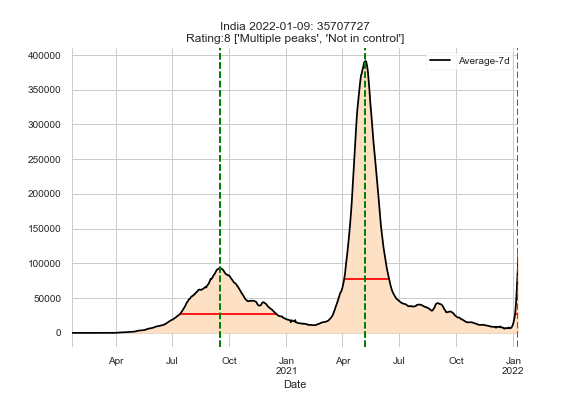 India 2022-01-09: 35707727
Rating:8 ['Multiple peaks', 'Not in control']
Average-7d
400000
350000
300000
250000
200000
150000
100000
50000
0
Apr Jul Oct Jan Apr Jul Oct Jan
2021 2022
Date